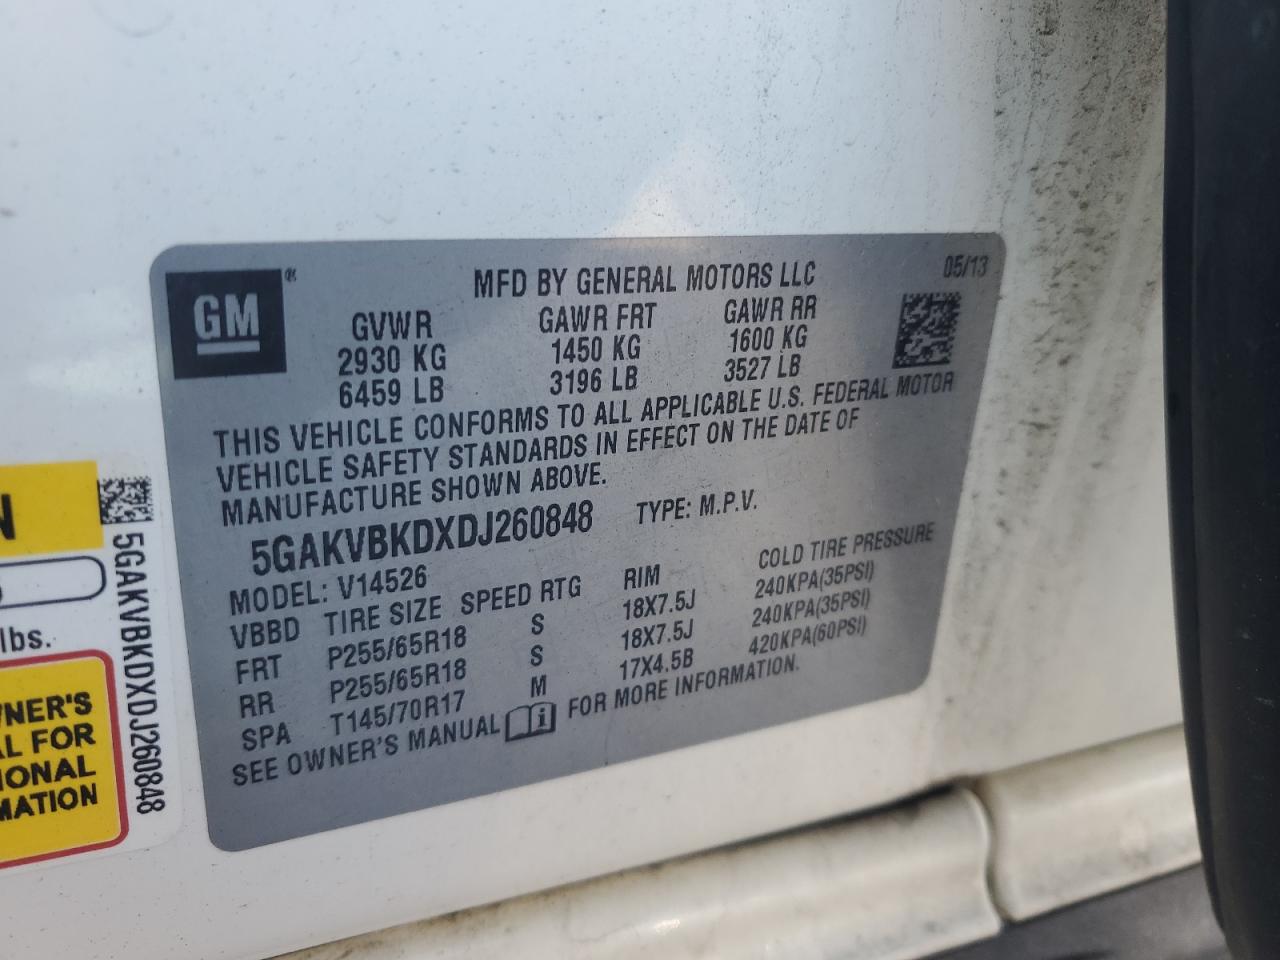 GM
®
MFD BY GENERAL MOTORS LLC
05/13
GVWR GAWR FRT GAWR RR
2930 KG 1450 KG 1600 KG
6459 LB 3196 LB 3527 LB
THIS VEHICLE CONFORMS TO ALL APPLICABLE U.S. FEDERAL MOTOR
VEHICLE SAFETY STANDARDS IN EFFECT ON THE DATE OF
MANUFACTURE SHOWN ABOVE.
5GAKVBKDXDJ260848 TYPE: M.P.V.
MODEL: V14526
VBBD TIRE SIZE SPEED RTG RIM COLD TIRE PRESSURE
FRT P255/65R18 S 18X7.5J 240KPA(35PSI)
RR P255/65R18 S 18X7.5J 240KPA(35PSI)
SPA T145/70R17 M 17X4.5B 420KPA(60PSI)
SEE OWNER'S MANUAL i FOR MORE INFORMATION.
N
lbs.
WNER'S
AL FOR
IONAL
MATION
5GAKVBKDXDJ260848